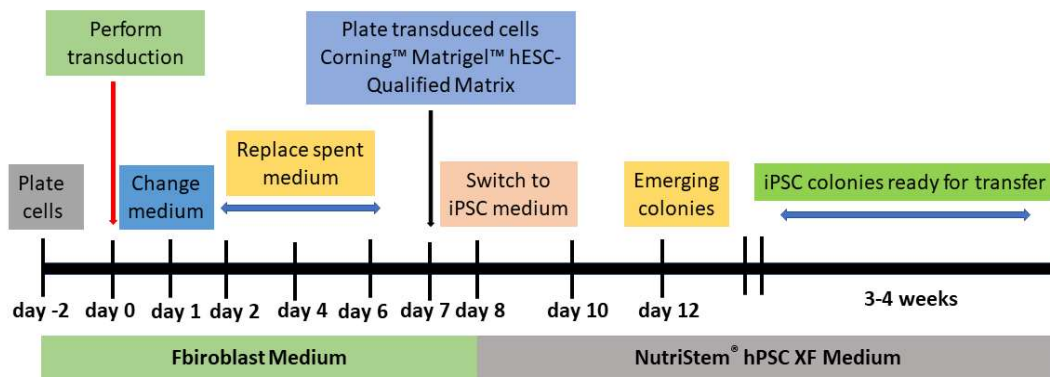 Perform
transduction
Plate transduced cells
Corning™ Matrigel™ hESC-
Qualified Matrix
Plate
cells
Change
medium
Replace spent
medium
Switch to
iPSC medium
Emerging
colonies
iPSC colonies ready for transfer
day -2
day 0
day 1
day 2
day 4
day 6
day 7
day 8
day 10
day 12
3-4 weeks
Fbiroblast Medium
NutriStem® hPSC XF Medium